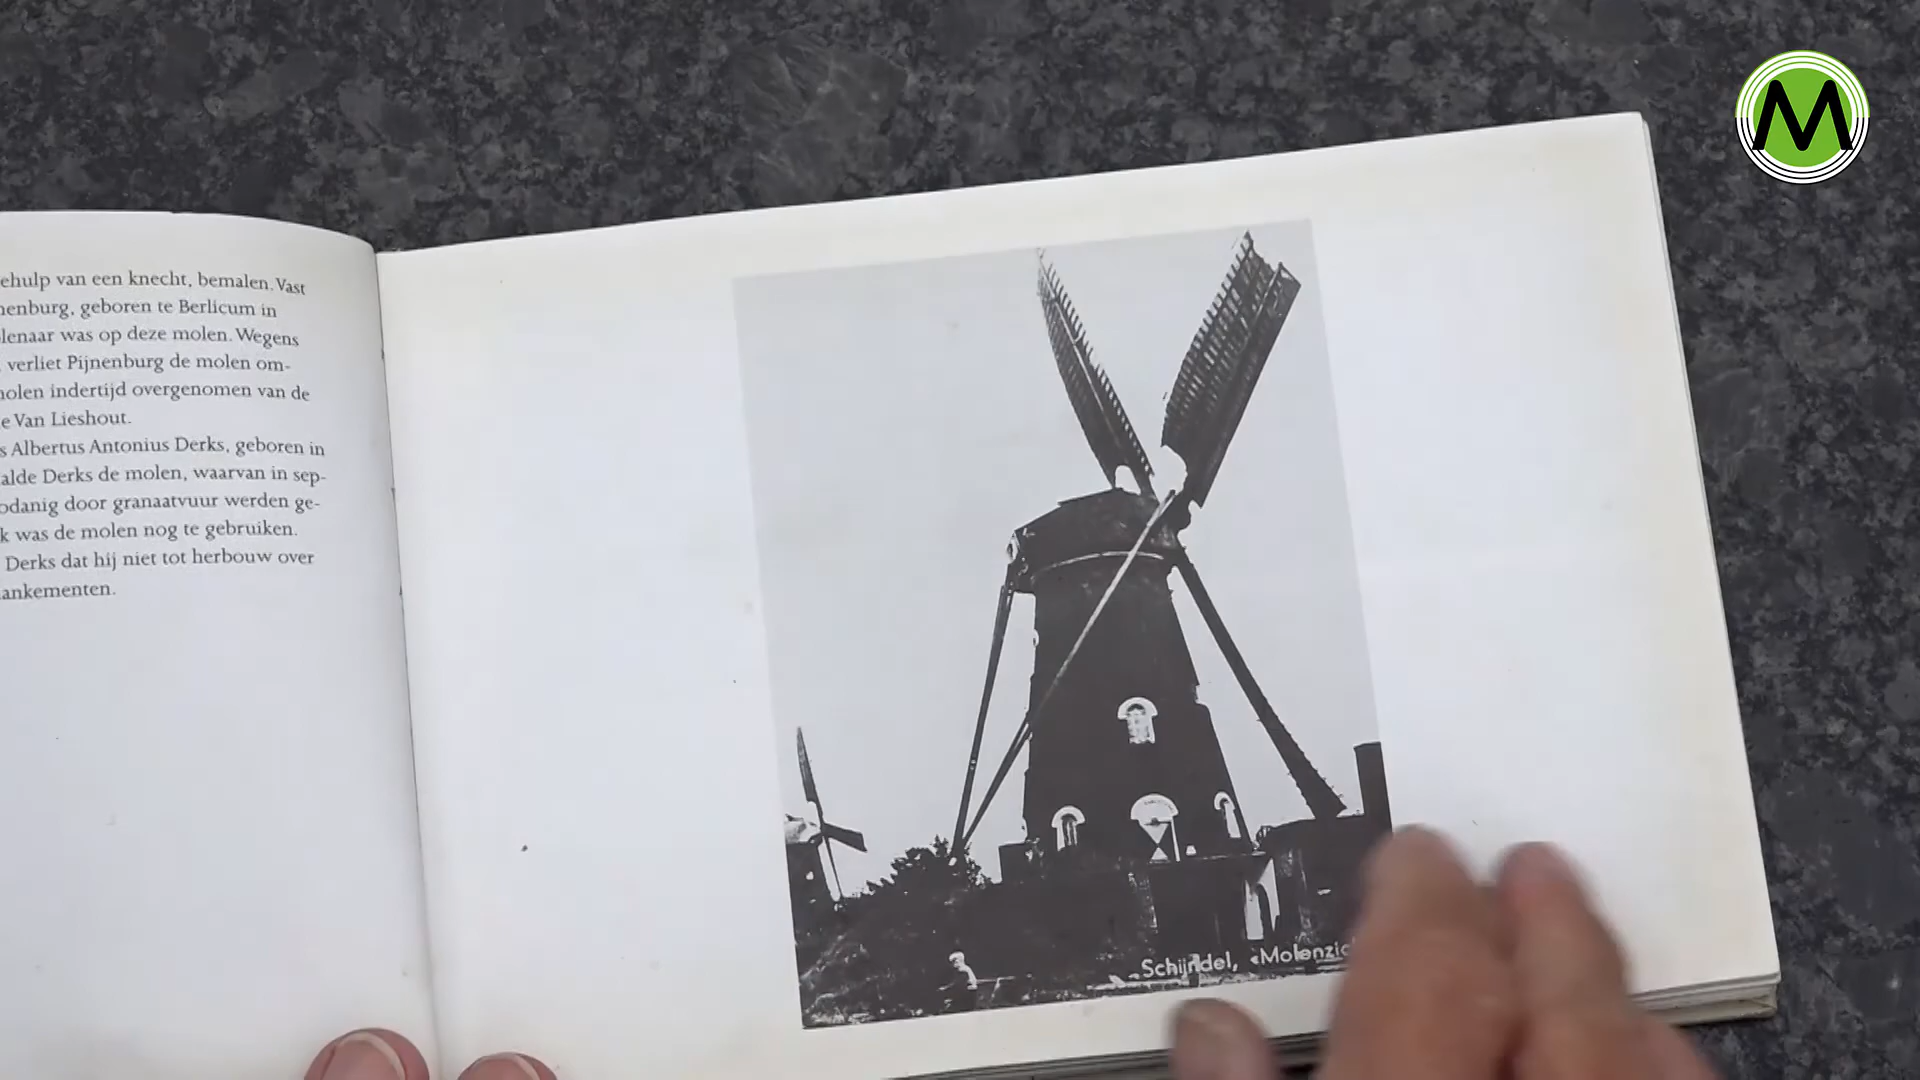 ehulp van een knecht, bemalen. Vast
nenburg, geboren te Berlicum in
lenaar was op deze molen. Wegens
verliet Pijnenburg de molen om-
nolen indertijd overgenomen van de
e Van Lieshout.
s Albertus Antonius Derks, geboren in
alde Derks de molen, waarvan in sep-
odanig door granaatvuur werden ge-
k was de molen nog te gebruiken.
Derks dat hij niet tot herbouw over
ankementen.
Schijndel, «Molenzic
M